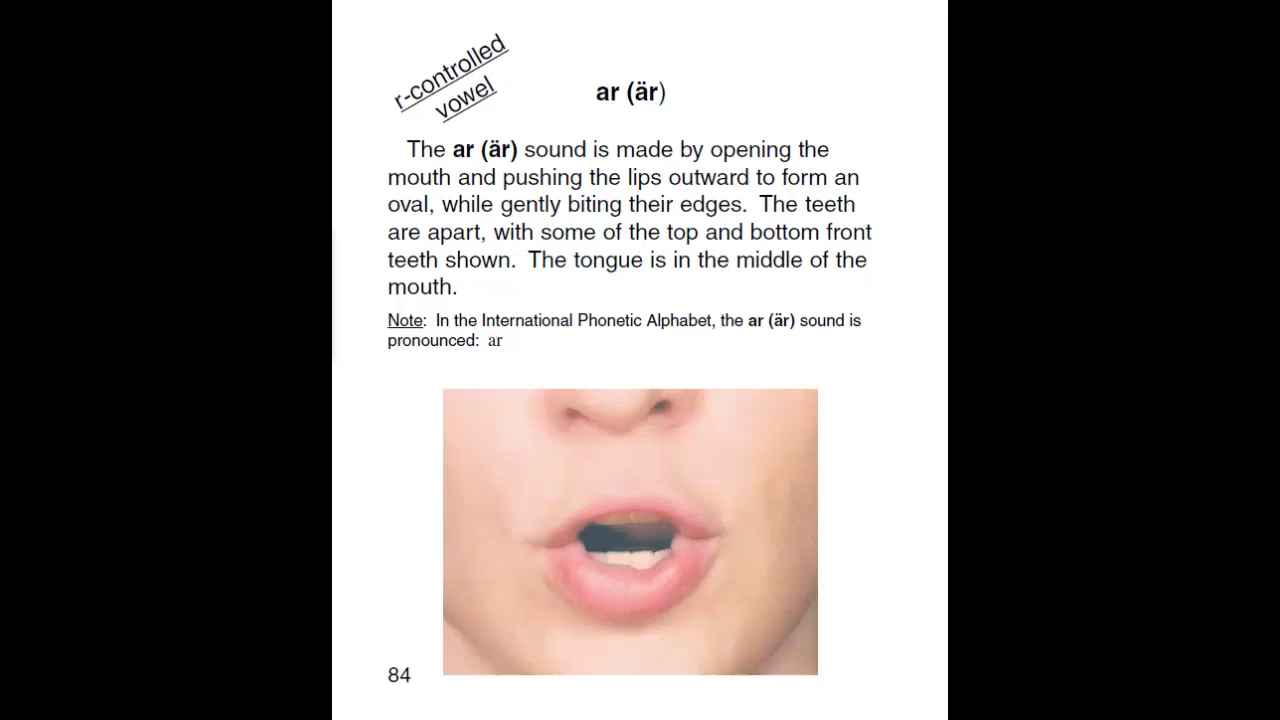 r-controlled
vowel
ar (är)
The ar (är) sound is made by opening the
mouth and pushing the lips outward to form an
oval, while gently biting their edges. The teeth
are apart, with some of the top and bottom front
teeth shown. The tongue is in the middle of the
mouth.
Note: In the International Phonetic Alphabet, the ar (är) sound is
pronounced: ar
84